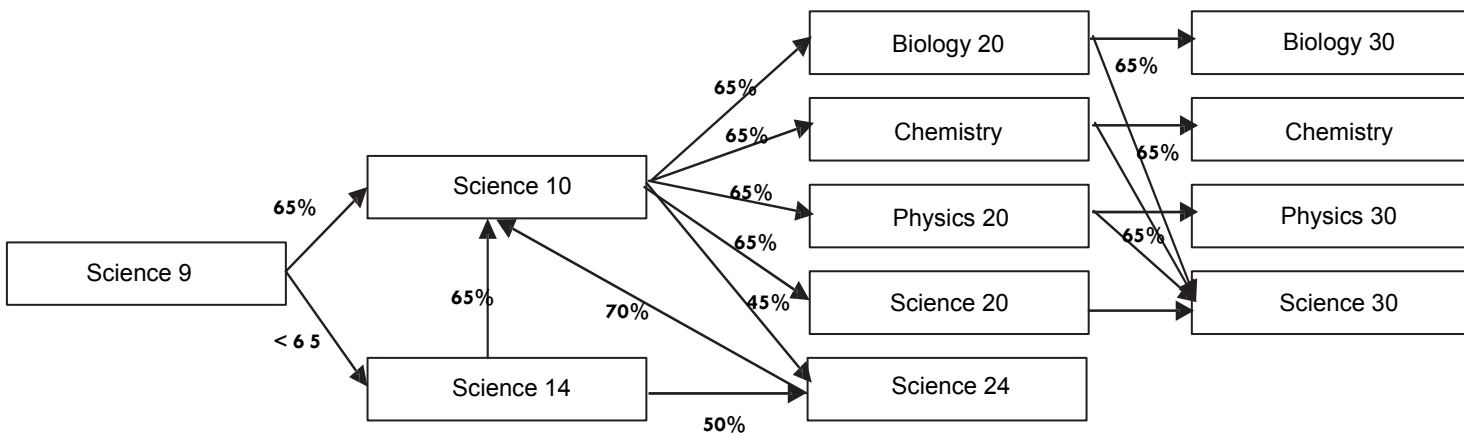 Biology 20
Biology 30
65%
65%
Chemistry
Chemistry
65%
65%
Science 10
65%
Physics 20
Physics 30
65%
65%
65%
Science 9
Science 20
Science 30
65%
70%
45%
< 6 5
Science 14
Science 24
50%